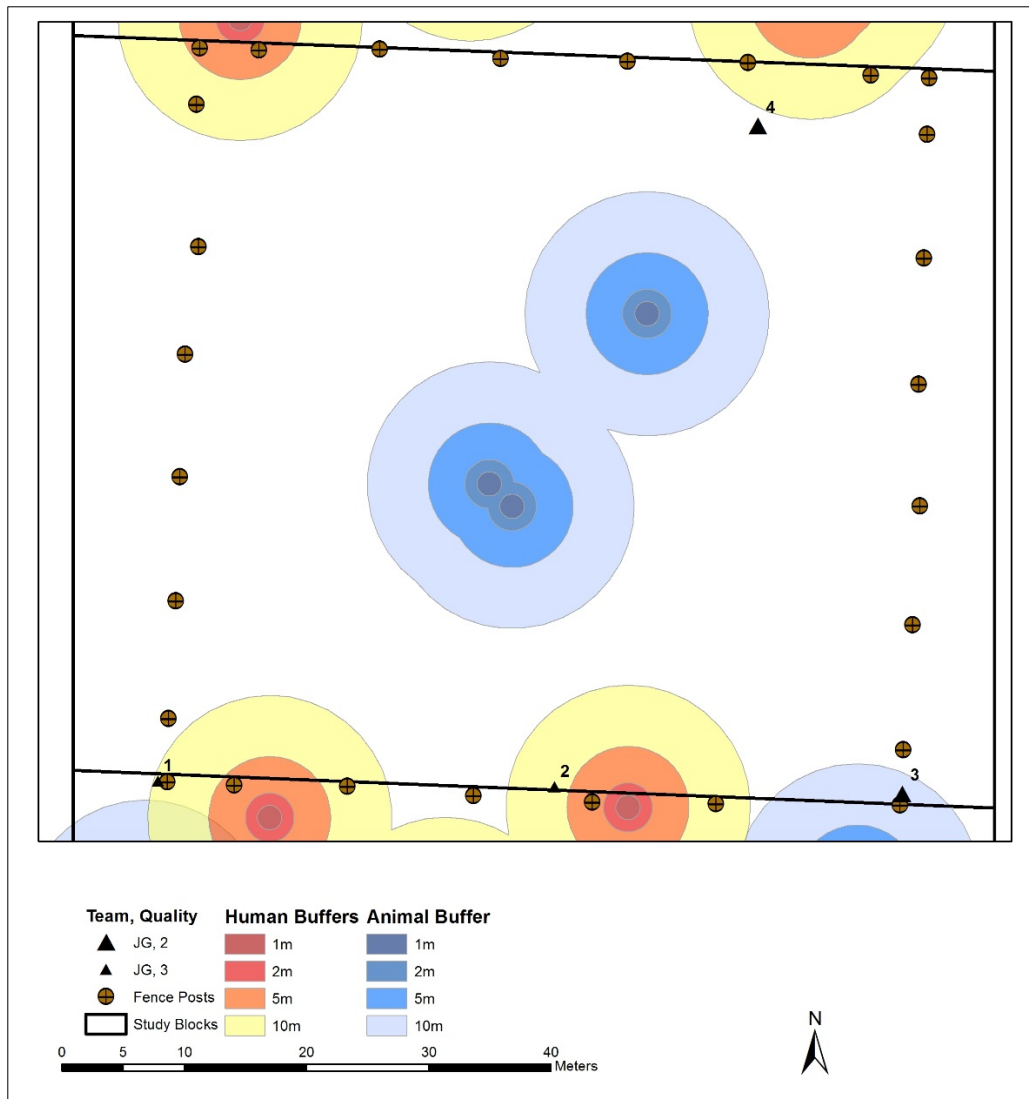 4
1
2
3
Team, Quality Human Buffers Animal Buffer
JG, 2 1m 1m
JG, 3 2m 2m
Fence Posts 5m 5m
Study Blocks 10m 10m
N
0 5 10 20 30 40
Meters